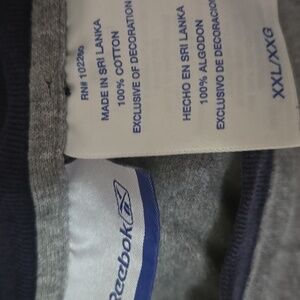 RN# 102260
MADE IN SRI LANKA
100% COTTON
EXCLUSIVE OF DECORATION
HECHO EN SRI LANKA
100% ALGODON
EXCLUSIVO DE DECORACION
XXL/XXG
Reebok